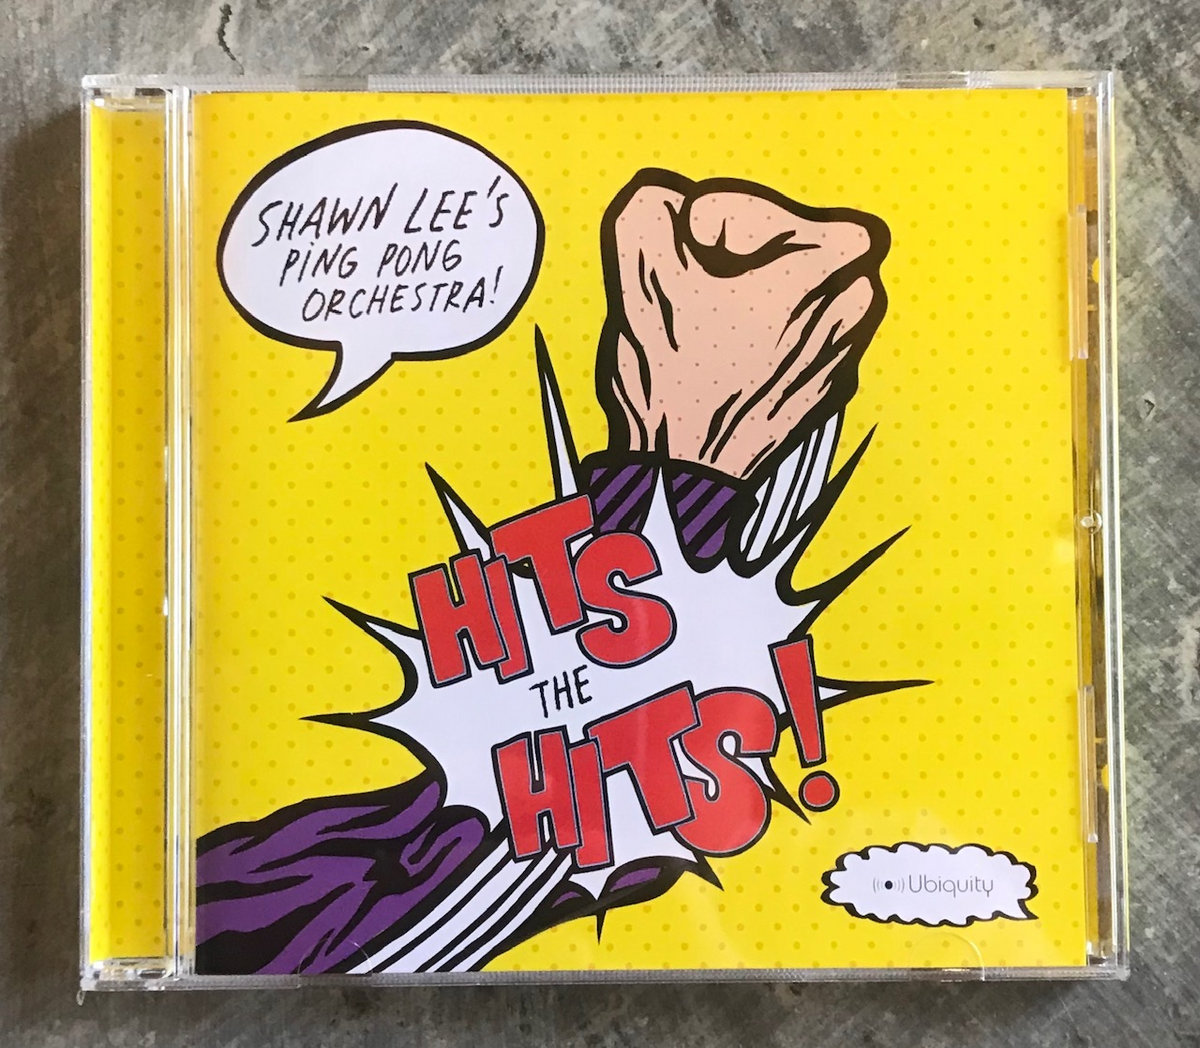 SHAWN LEE'S
PiNG PONG
ORCHESTRA!
HiTS
THE
HiTS!
Ubiquity